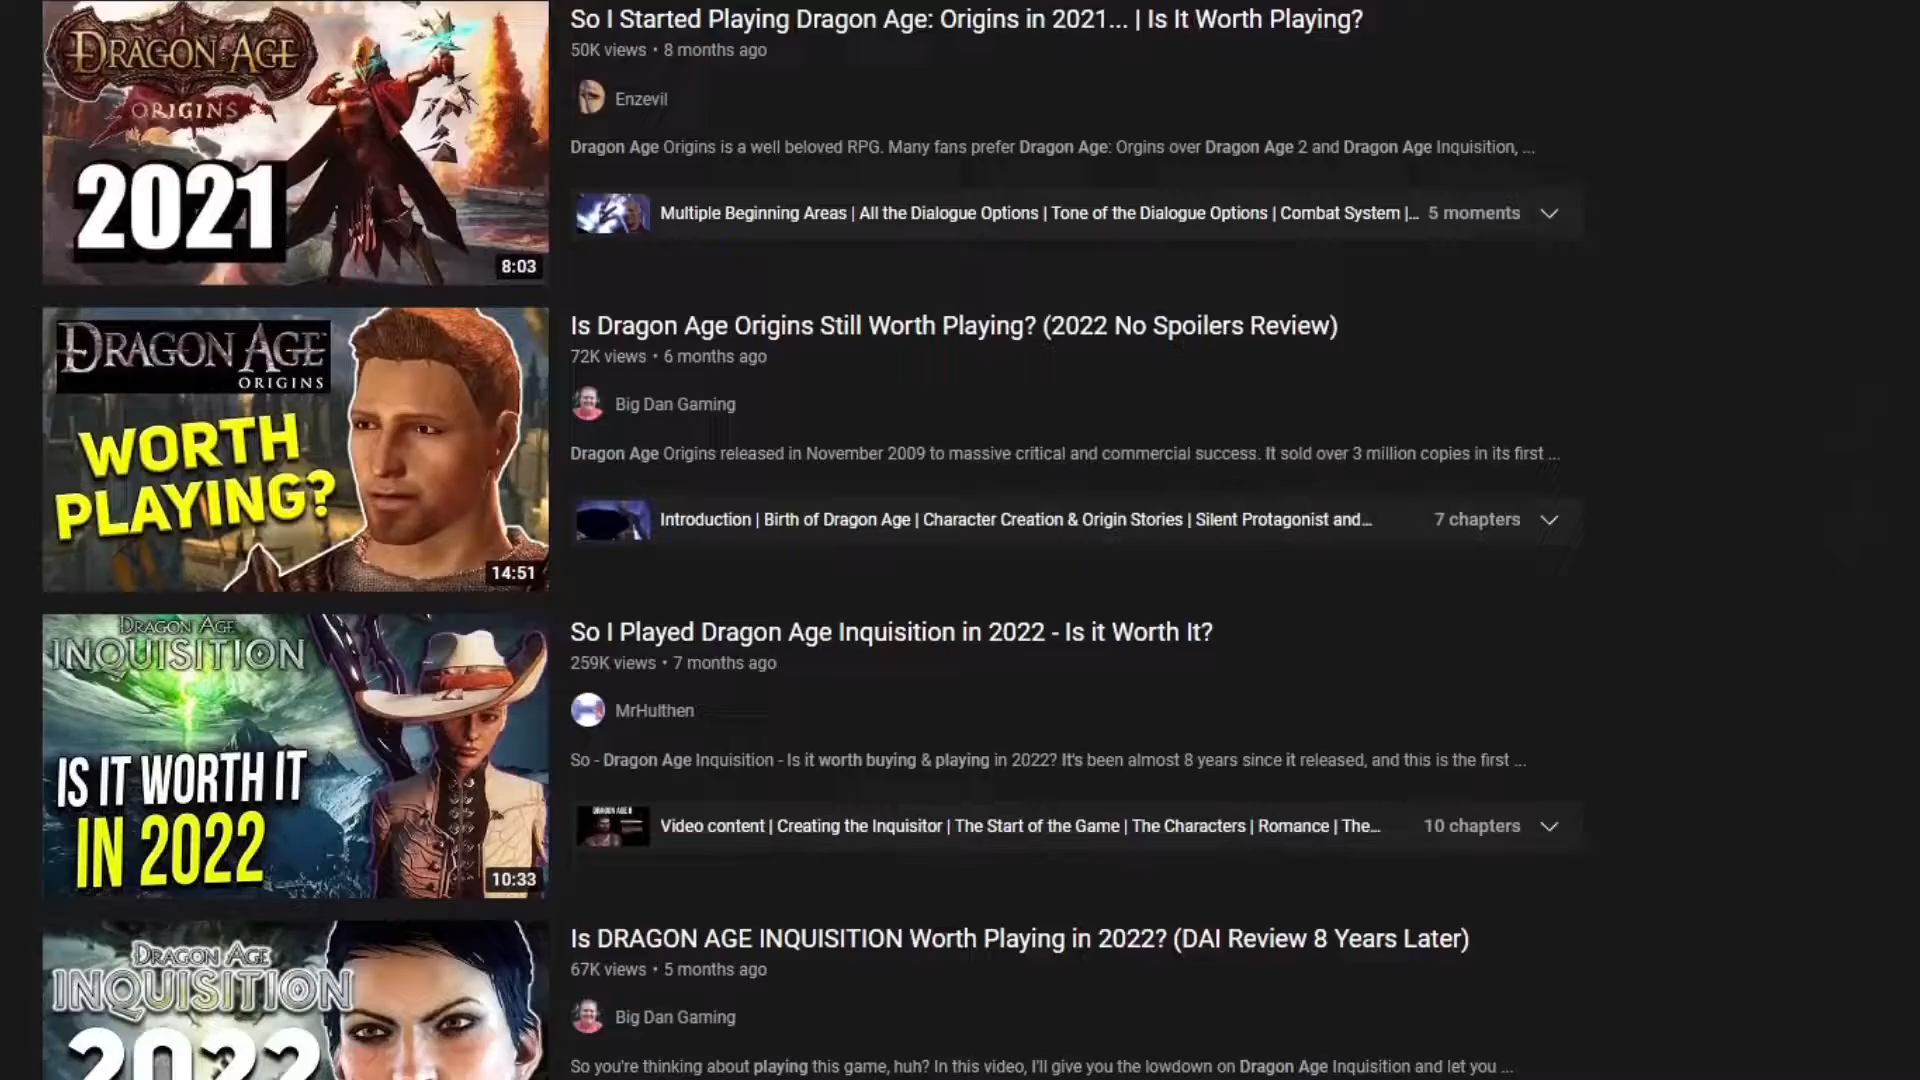 DRAGON AGE
ORIGINS
2021
8:03
So I Started Playing Dragon Age: Origins in 2021... | Is It Worth Playing?
50K views • 8 months ago
Enzevil
Dragon Age Origins is a well beloved RPG. Many fans prefer Dragon Age: Orgins over Dragon Age 2 and Dragon Age Inquisition, ...
Multiple Beginning Areas | All the Dialogue Options | Tone of the Dialogue Options | Combat System |... 5 moments
DRAGON AGE
ORIGINS
WORTH
PLAYING?
14:51
Is Dragon Age Origins Still Worth Playing? (2022 No Spoilers Review)
72K views • 6 months ago
Big Dan Gaming
Dragon Age Origins released in November 2009 to massive critical and commercial success. It sold over 3 million copies in its first ...
Introduction | Birth of Dragon Age | Character Creation & Origin Stories | Silent Protagonist and... 7 chapters
DRAGON AGE
INQUISITION
IS IT WORTH IT
IN 2022
10:33
So I Played Dragon Age Inquisition in 2022 - Is it Worth It?
259K views • 7 months ago
MrHulthen
So - Dragon Age Inquisition - Is it worth buying & playing in 2022? It's been almost 8 years since it released, and this is the first ...
DRAGON AGE II
Video content | Creating the Inquisitor | The Start of the Game | The Characters | Romance | The... 10 chapters
DRAGON AGE
INQUISITION
2022
Is DRAGON AGE INQUISITION Worth Playing in 2022? (DAI Review 8 Years Later)
67K views • 5 months ago
Big Dan Gaming
So you're thinking about playing this game, huh? In this video, I'll give you the lowdown on Dragon Age Inquisition and let you ...